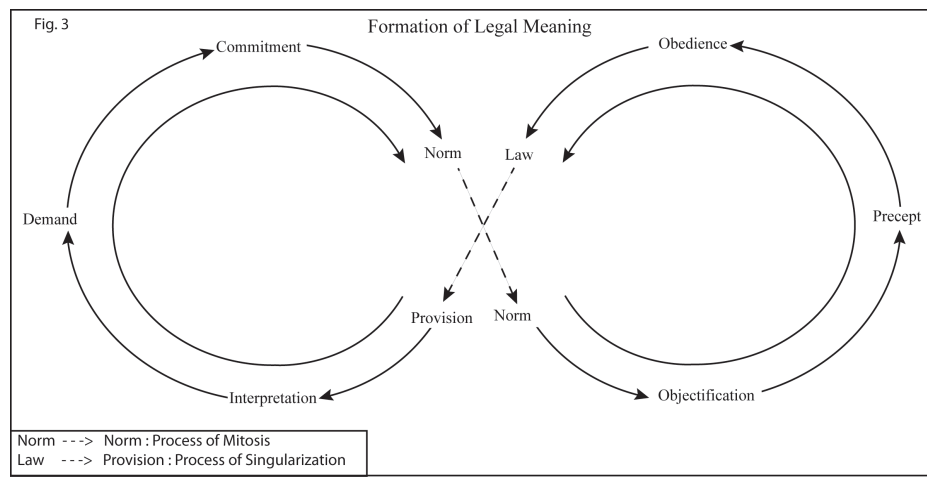 Fig. 3
Formation of Legal Meaning
Commitment
Obedience
Norm
Law
Demand
Precept
Provision
Norm
Interpretation
Objectification
Norm ---> Norm : Process of Mitosis
Law ---> Provision : Process of Singularization